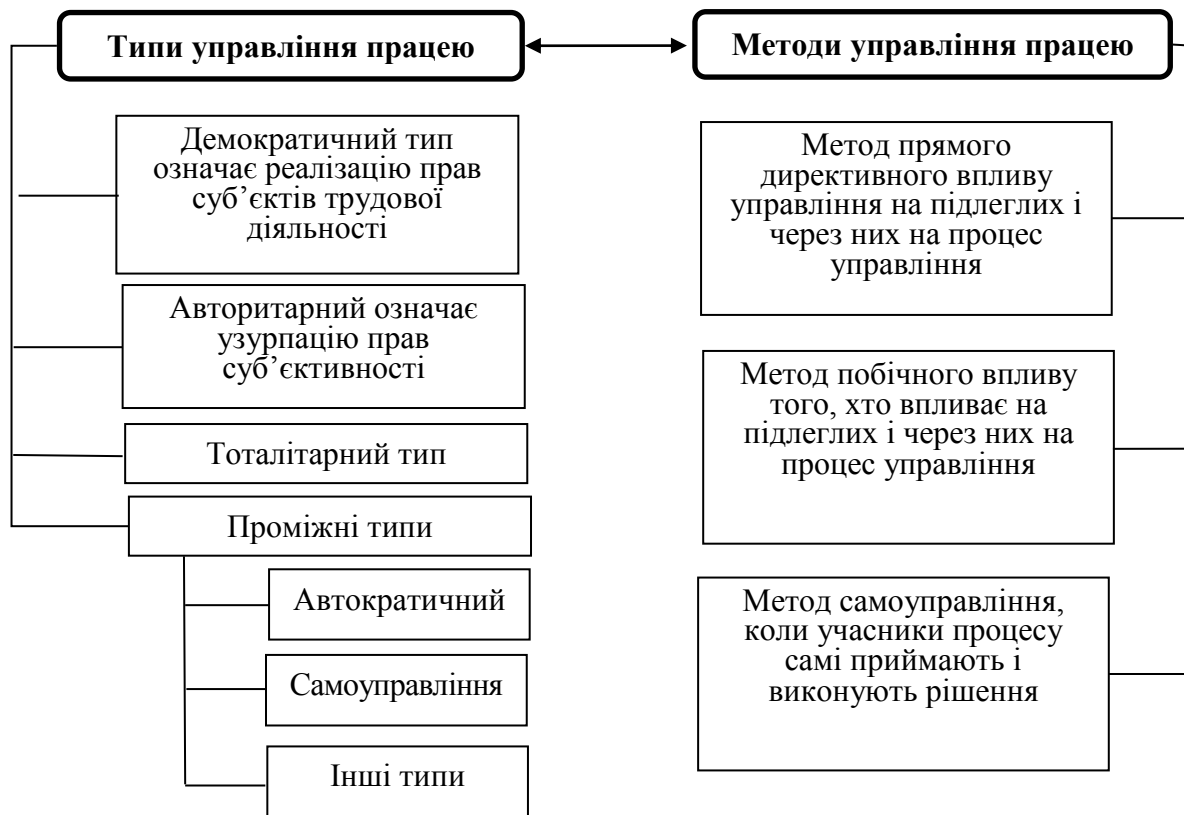 Типи управління працею
Методи управління працею
Демократичний тип
означає реалізацію прав
суб’єктів трудової
діяльності
Авторитарний означає
узурпацію прав
суб’єктивності
Тоталітарний тип
Проміжні типи
Автократичний
Самоуправління
Інші типи
Метод прямого
директивного впливу
управління на підлеглих і
через них на процес
управління
Метод побічного впливу
того, хто впливає на
підлеглих і через них на
процес управління
Метод самоуправління,
коли учасники процесу
самі приймають і
виконують рішення